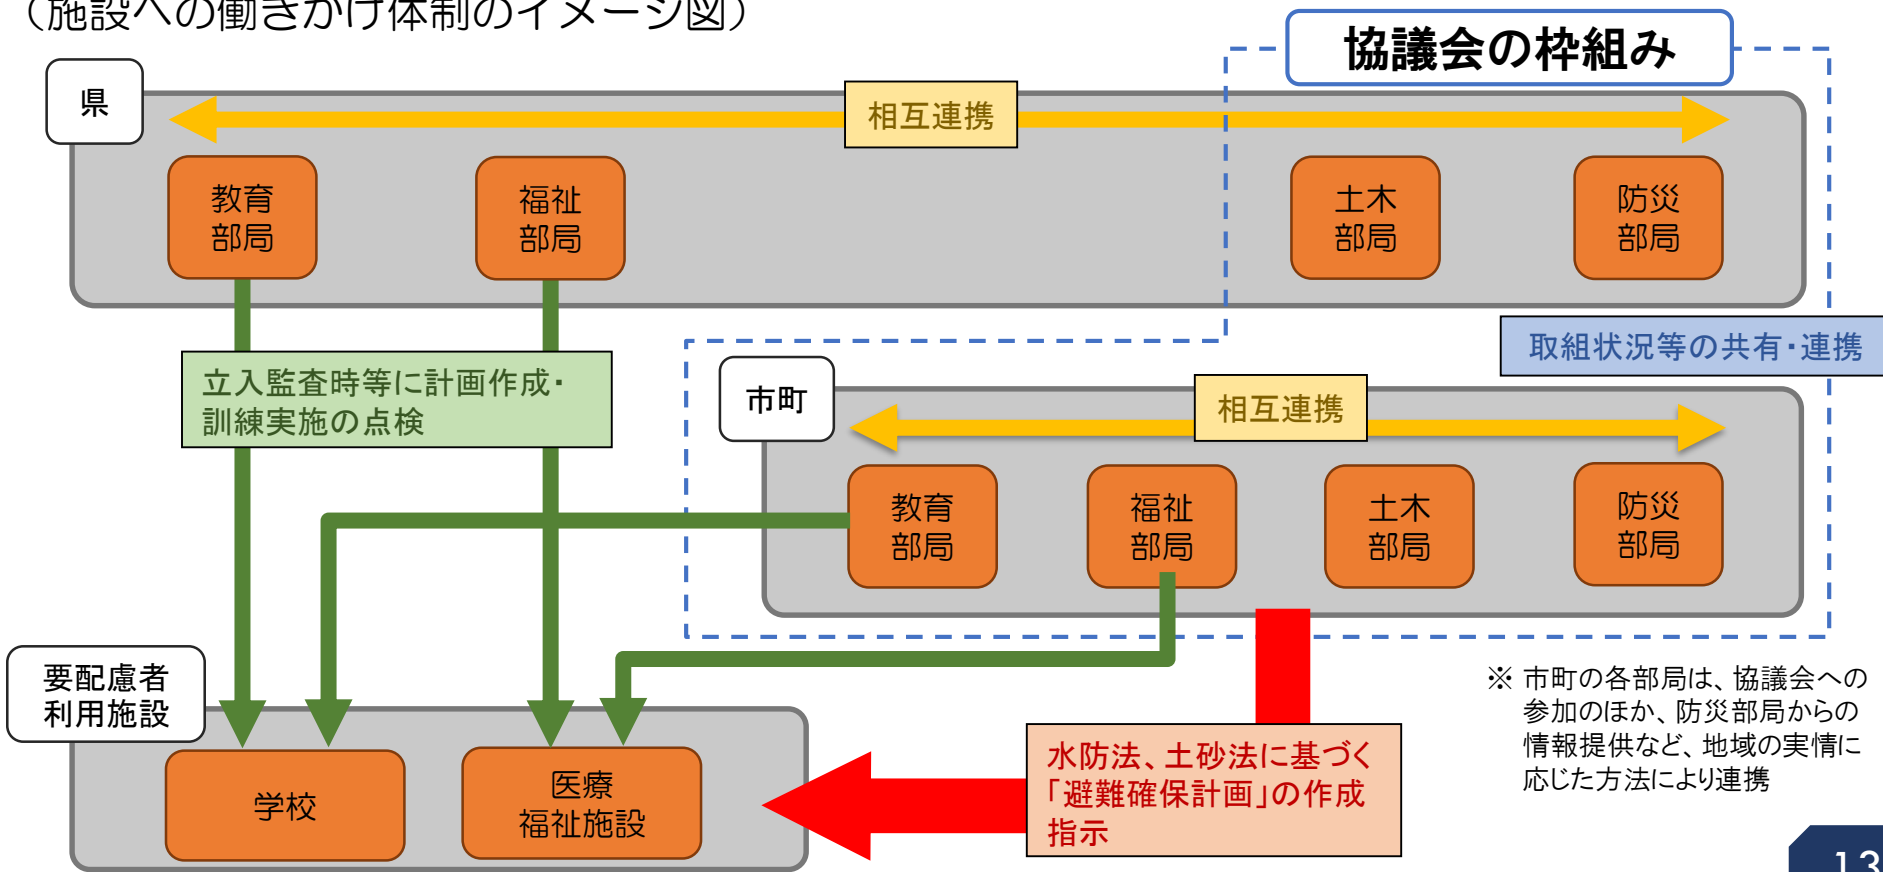 （施設への働きかけ体制のイメージ図）
協議会の枠組み
県
相互連携
教育
部局
福祉
部局
土木
部局
防災
部局
取組状況等の共有・連携
立入監査時等に計画作成・
訓練実施の点検
市町
相互連携
教育
部局
福祉
部局
土木
部局
防災
部局
要配慮者
利用施設
学校
医療
福祉施設
水防法、土砂法に基づく
「避難確保計画」の作成
指示
※ 市町の各部局は、協議会への
参加のほか、防災部局からの
情報提供など、地域の実情に
応じた方法により連携
13